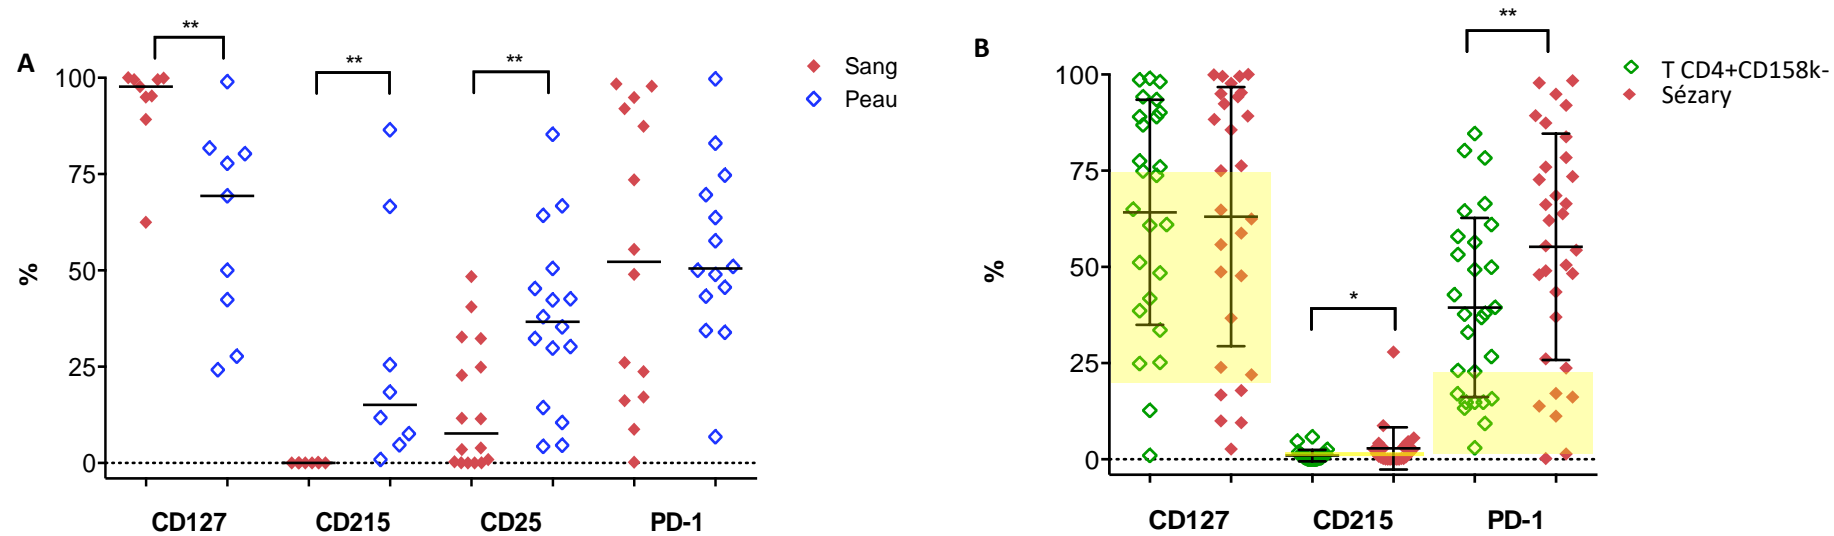 A
**
**
**
Sang
Peau
100
75
50
25
0
%
CD127
CD215
CD25
PD-1
B
**
*
T CD4+CD158k-
Sézary
100
75
50
25
0
%
CD127
CD215
PD-1